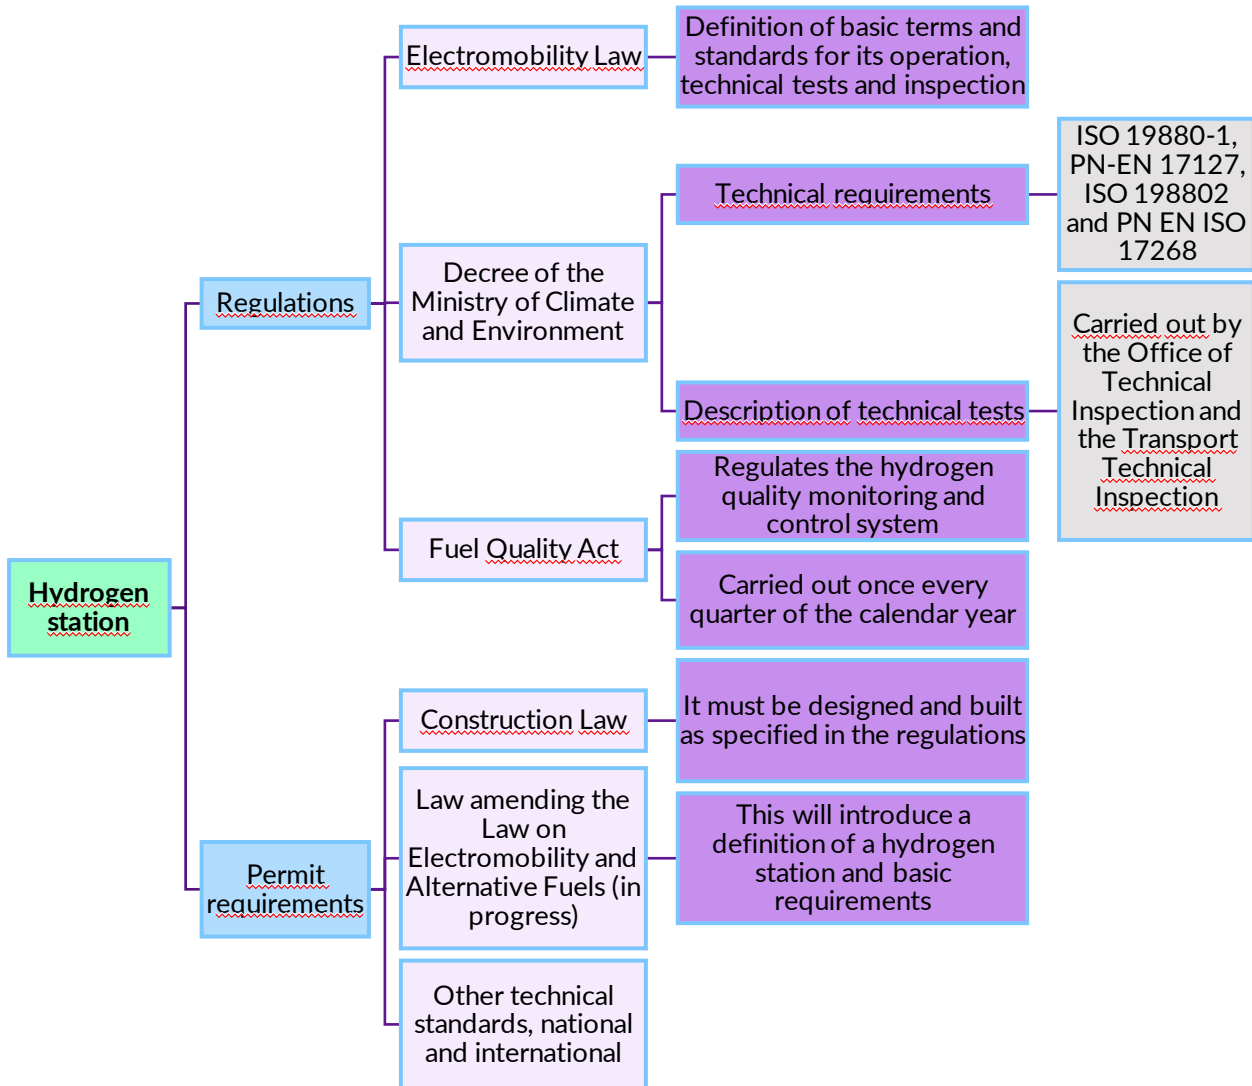 Hydrogen
station
Regulations
Electromobility Law
Definition of basic terms and
standards for its operation,
technical tests and inspection
Decree of the
Ministry of Climate
and Environment
Technical requirements
ISO 19880-1,
PN-EN 17127,
ISO 198802
and PN EN ISO
17268
Description of technical tests
Carried out by
the Office of
Technical
Inspection and
the Transport
Technical
Inspection
Fuel Quality Act
Regulates the hydrogen
quality monitoring and
control system
Carried out once every
quarter of the calendar year
Permit
requirements
Construction Law
It must be designed and built
as specified in the regulations
Law amending the
Law on
Electromobility and
Alternative Fuels (in
progress)
This will introduce a
definition of a hydrogen
station and basic
requirements
Other technical
standards, national
and international